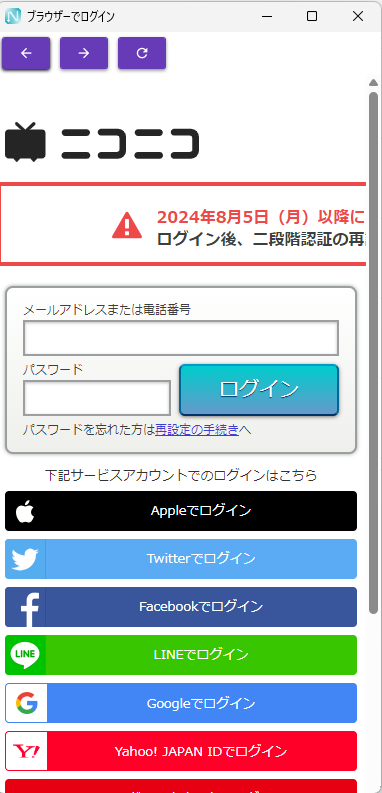 ブラウザーでログイン
ニコニコ
2024年8月5日（月）以降に
ログイン後、二段階認証の再
メールアドレスまたは電話番号
パスワード
ログイン
パスワードを忘れた方は再設定の手続きへ
下記サービスアカウントでのログインはこちら
Appleでログイン
Twitterでログイン
Facebookでログイン
LINE
LINEでログイン
Googleでログイン
Y!
Yahoo! JAPAN IDでログイン